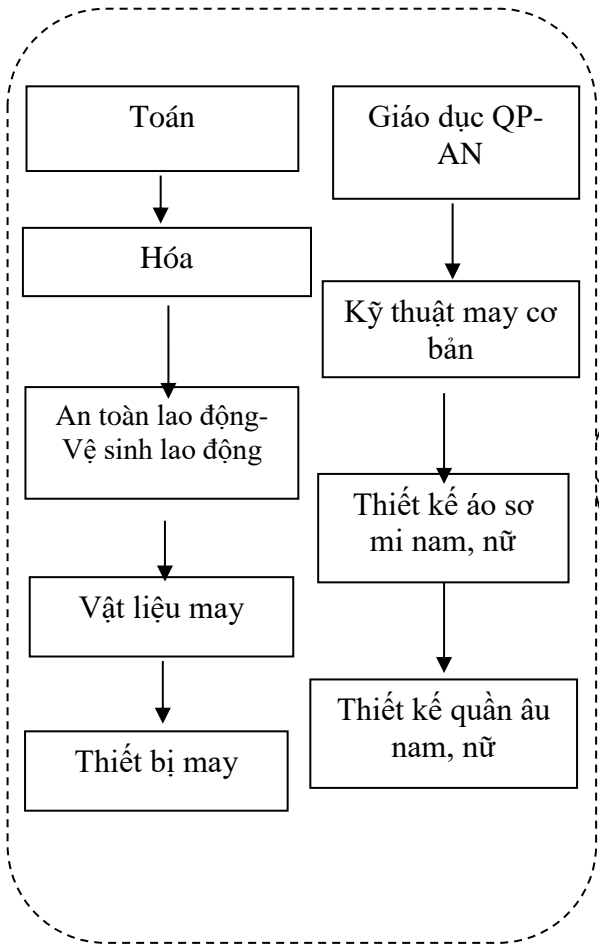 Toán
Hóa
An toàn lao động-
Vệ sinh lao động
Vật liệu may
Thiết bị may
Giáo dục QP-
AN
Kỹ thuật may cơ
bản
Thiết kế áo sơ
mi nam, nữ
Thiết kế quần âu
nam, nữ